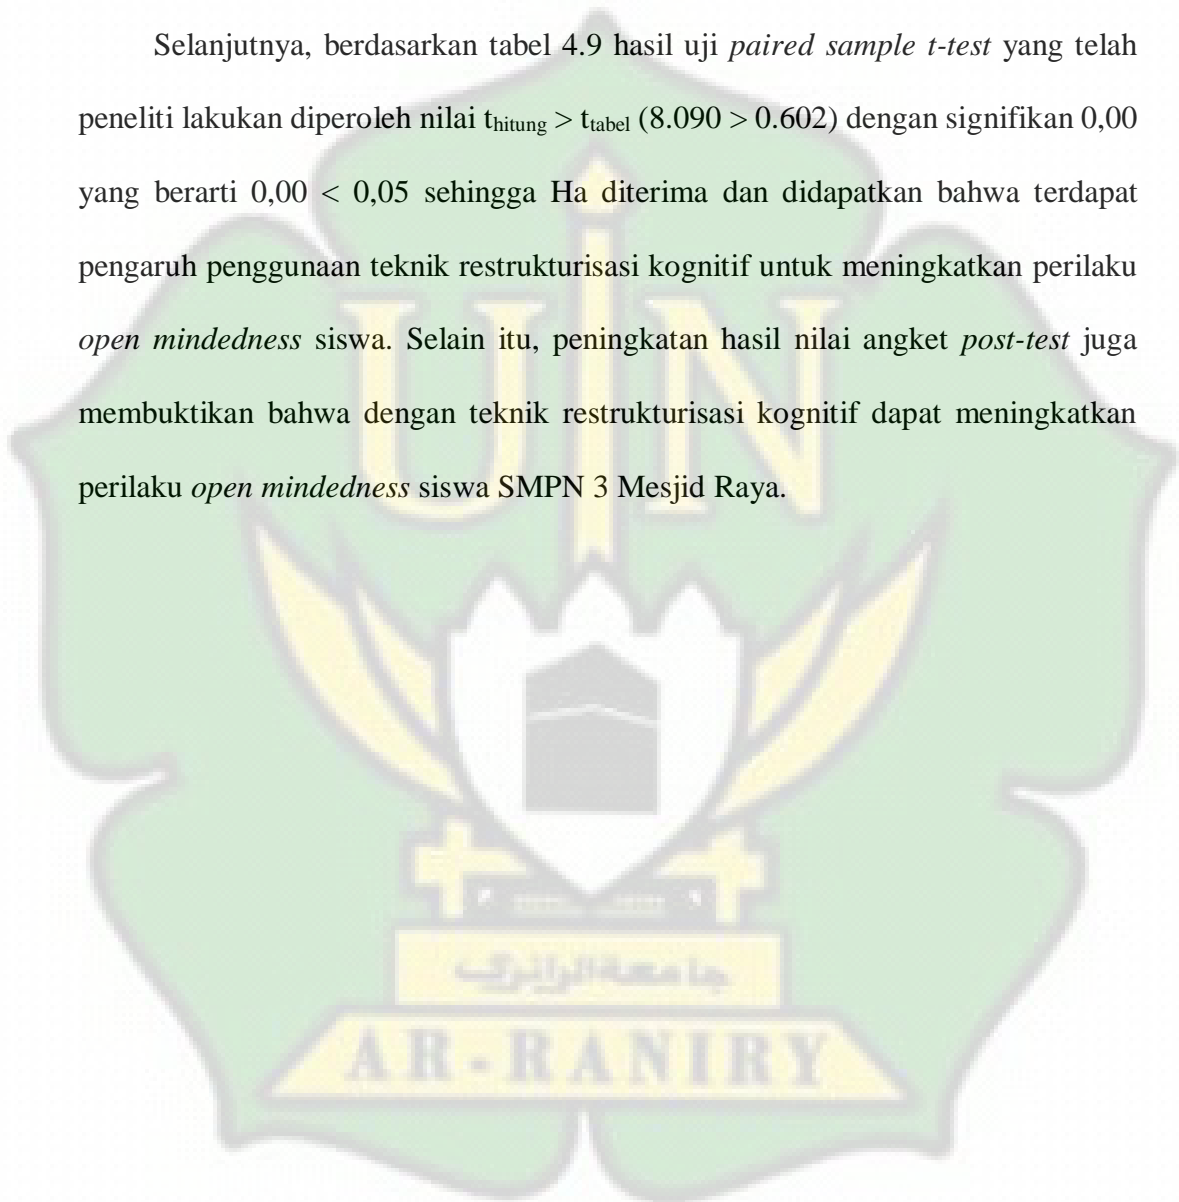 Selanjutnya, berdasarkan tabel 4.9 hasil uji paired sample t-test yang telah
peneliti lakukan diperoleh nilai thitung > ttabel (8.090 > 0.602) dengan signifikan 0,00
yang berarti 0,00 < 0,05 sehingga Ha diterima dan didapatkan bahwa terdapat
pengaruh penggunaan teknik restrukturisasi kognitif untuk meningkatkan perilaku
open mindedness siswa. Selain itu, peningkatan hasil nilai angket post-test juga
membuktikan bahwa dengan teknik restrukturisasi kognitif dapat meningkatkan
perilaku open mindedness siswa SMPN 3 Mesjid Raya.
UIN
جامعة الرانري
AR-RANIRY